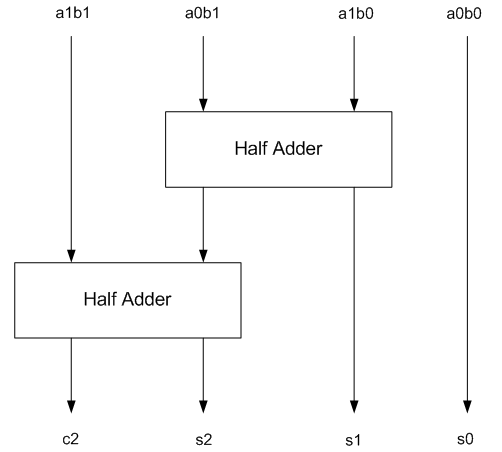 a1b1 a0b1 a1b0 a0b0
Half Adder
Half Adder
c2 s2 s1 s0